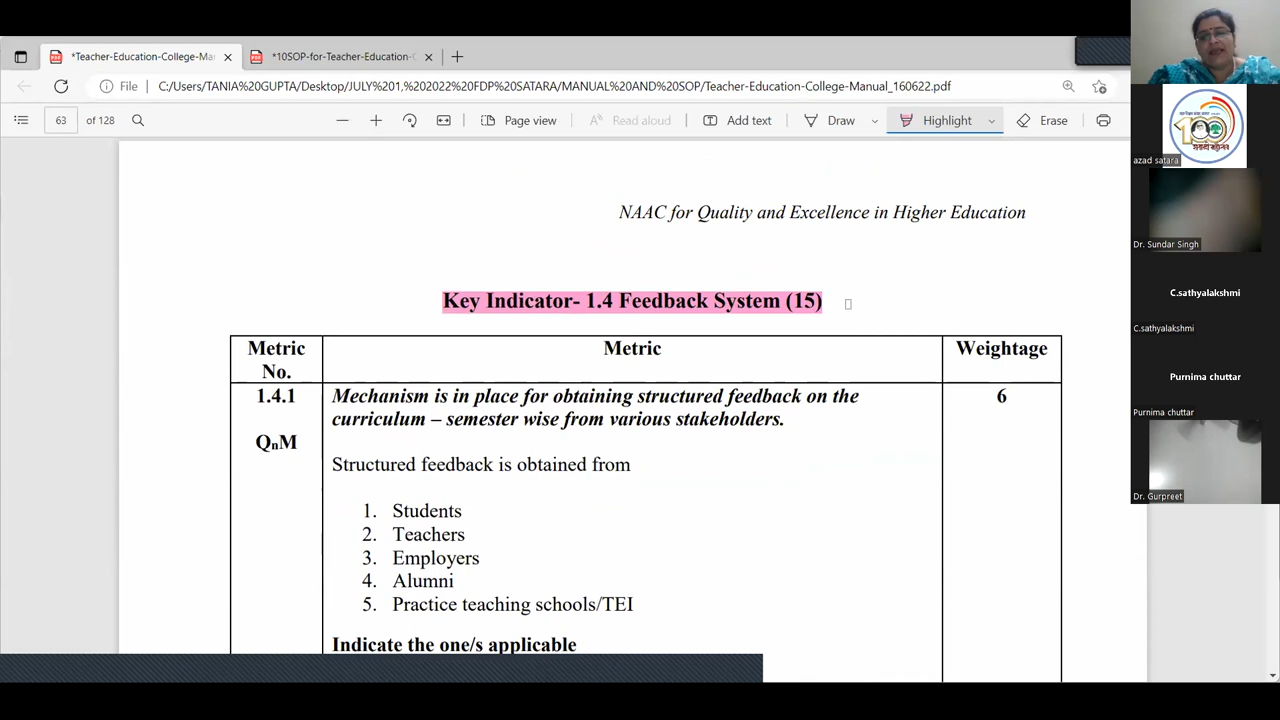 *Teacher-Education-College-Ma
*10SOP-for-Teacher-Education-
File
C:/Users/TANIA%20GUPTA/Desktop/JULY%201,%202022%20FDP%20SATARA/MANUAL%20AND%20SOP/Teacher-Education-College-Manual_160622.pdf
63 of 128
Page view
Read aloud
Add text
Draw
Highlight
Erase
NAAC for Quality and Excellence in Higher Education
Key Indicator- 1.4 Feedback System (15)
Metric No.
Metric
Weightage
1.4.1
QnM
Mechanism is in place for obtaining structured feedback on the
curriculum – semester wise from various stakeholders.
6
Structured feedback is obtained from
1. Students
2. Teachers
3. Employers
4. Alumni
5. Practice teaching schools/TEI
Indicate the one/s applicable
100
azad satara
Dr. Sundar Singh
C.sathyalakshmi
C.sathyalakshmi
Purnima chuttar
Purnima chuttar
Dr. Gurpreet